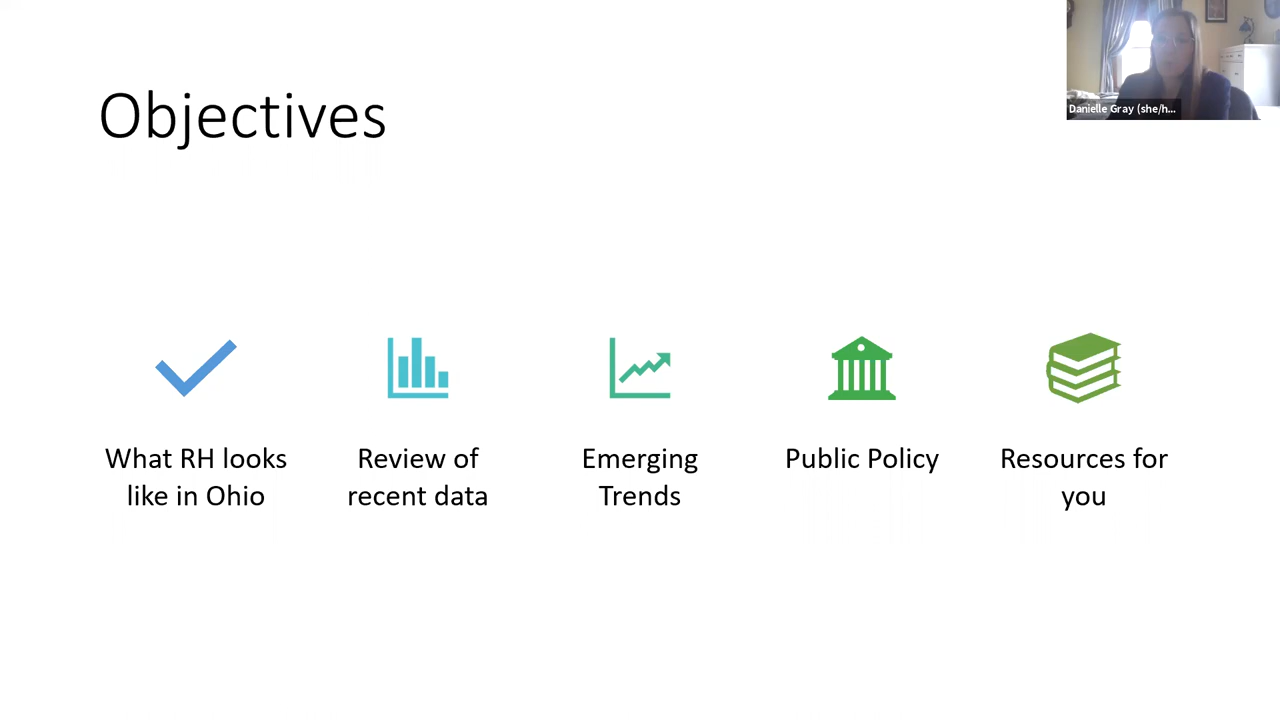 Objectives
Danielle Gray (she/h...
What RH looks
like in Ohio
Review of
recent data
Emerging
Trends
Public Policy
Resources for
you